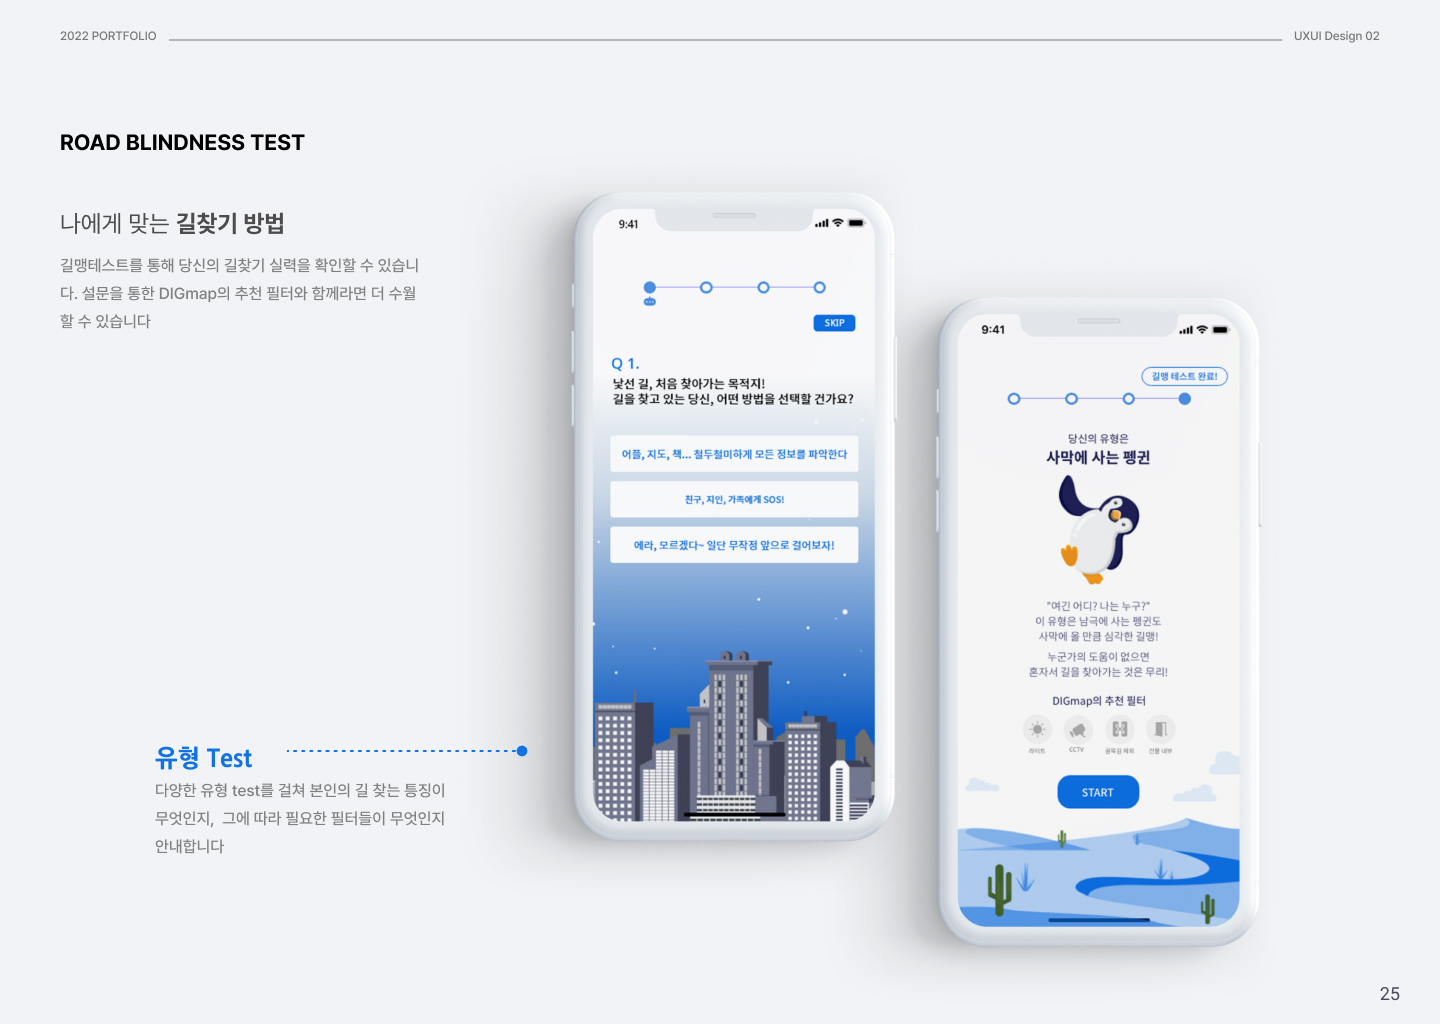 2022 PORTFOLIO
UXUI Design 02
ROAD BLINDNESS TEST
나에게 맞는 길찾기 방법
길맹테스트를 통해 당신의 길찾기 실력을 확인할 수 있습니
다. 설문을 통한 DIGmap의 추천 필터와 함께라면 더 수월
할 수 있습니다
유형 Test
다양한 유형 test를 걸쳐 본인의 길 찾는 특징이
무엇인지, 그에 따라 필요한 필터들이 무엇인지
안내합니다
9:41
SKIP
Q 1.
낯선 길, 처음 찾아가는 목적지!
길을 찾고 있는 당신, 어떤 방법을 선택할 건가요?
어플, 지도, 책... 철두철미하게 모든 정보를 파악한다
친구, 지인, 가족에게 SOS!
에라, 모르겠다~ 일단 무작정 앞으로 걸어보자!
9:41
길맹 테스트 완료!
당신의 유형은
사막에 사는 펭귄
"여긴 어디? 나는 누구?"
이 유형은 남극에 사는 펭귄도
사막에 올 만큼 심각한 길맹!
누군가의 도움이 없으면
혼자서 길을 찾아가는 것은 무리!
DIGmap의 추천 필터
라이트
CCTV
골목길 제외
건물 내부
START
25